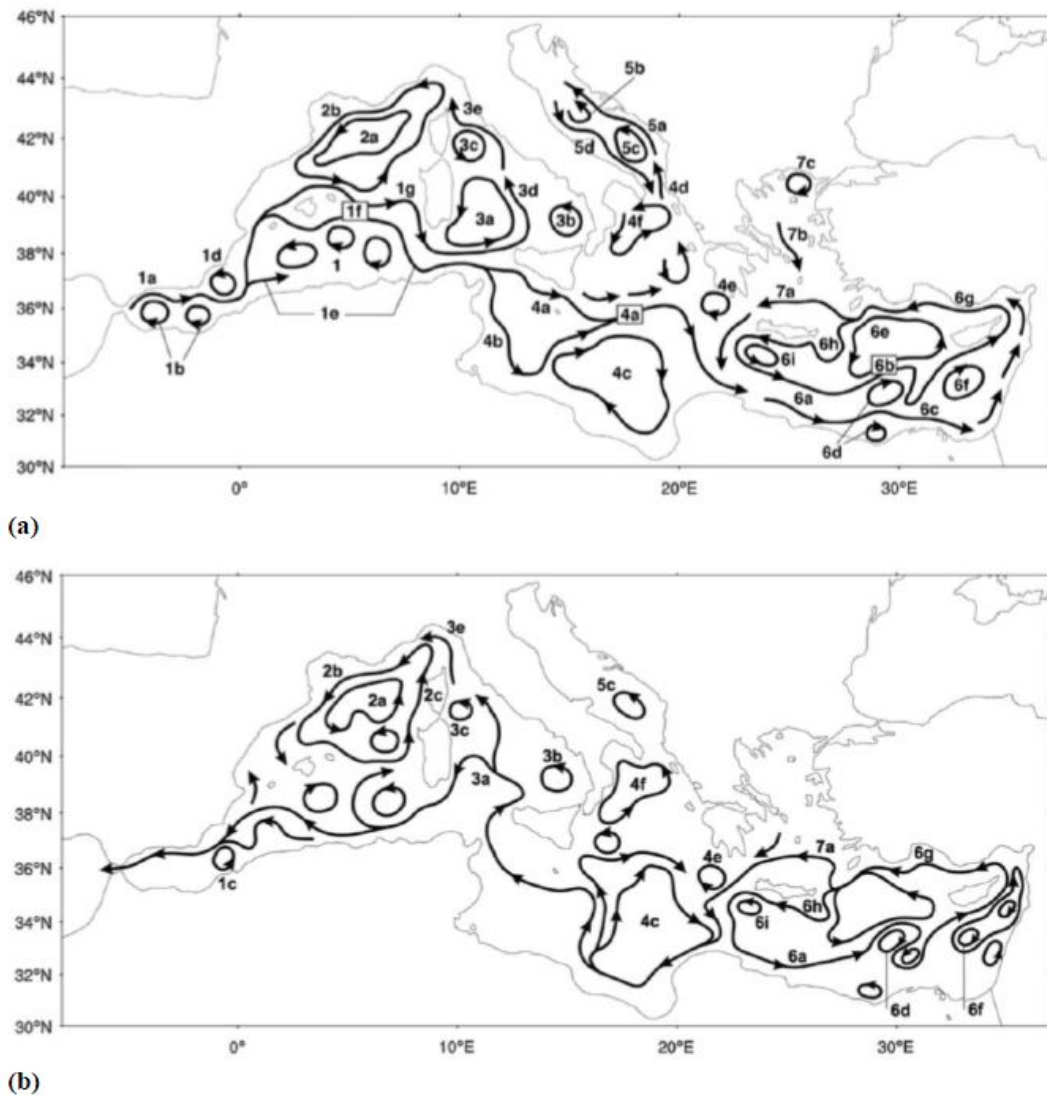 46°N
44°N
42°N
40°N
38°N
36°N
34°N
32°N
30°N
0°
10°E
20°E
30°E
2b
2a
3e
3c
5b
5a
5d
5c
7c
1g
1f
3d
3a
3b
4d
4f
7b
1d
1a
1
1e
1b
4e
7a
6g
4a
4a
4b
4c
6e
6h
6i
6b
6f
6a
6c
6d
(a)
46°N
44°N
42°N
40°N
38°N
36°N
34°N
32°N
30°N
0°
10°E
20°E
30°E
3e
2b
2a
2c
3c
5c
3a
3b
4f
1c
4e
7a
6g
4c
6h
6i
6a
6d
6f
(b)